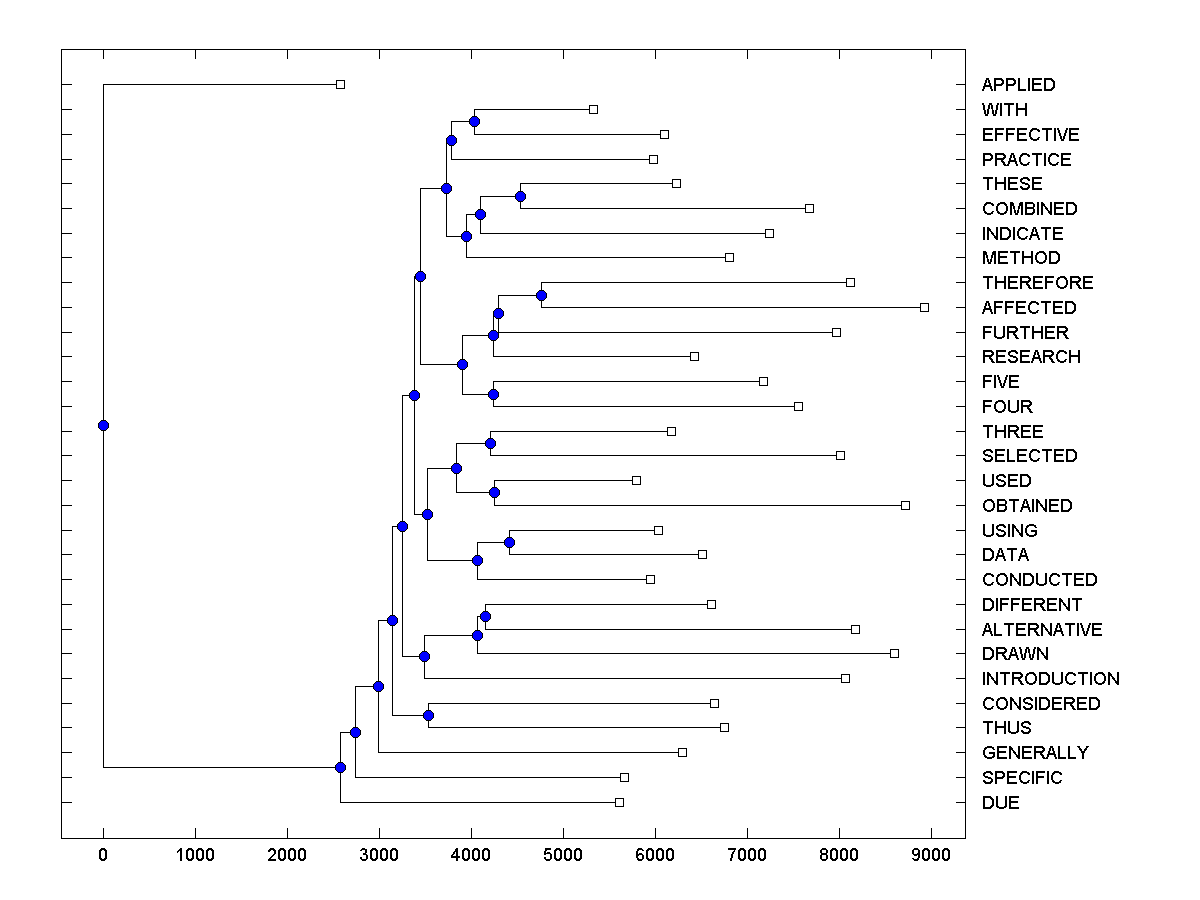 APPLIED
WITH
EFFECTIVE
PRACTICE
THESE
COMBINED
INDICATE
METHOD
THEREFORE
AFFECTED
FURTHER
RESEARCH
FIVE
FOUR
THREE
SELECTED
USED
OBTAINED
USING
DATA
CONDUCTED
DIFFERENT
ALTERNATIVE
DRAWN
INTRODUCTION
CONSIDERED
THUS
GENERALLY
SPECIFIC
DUE
0 1000 2000 3000 4000 5000 6000 7000 8000 9000